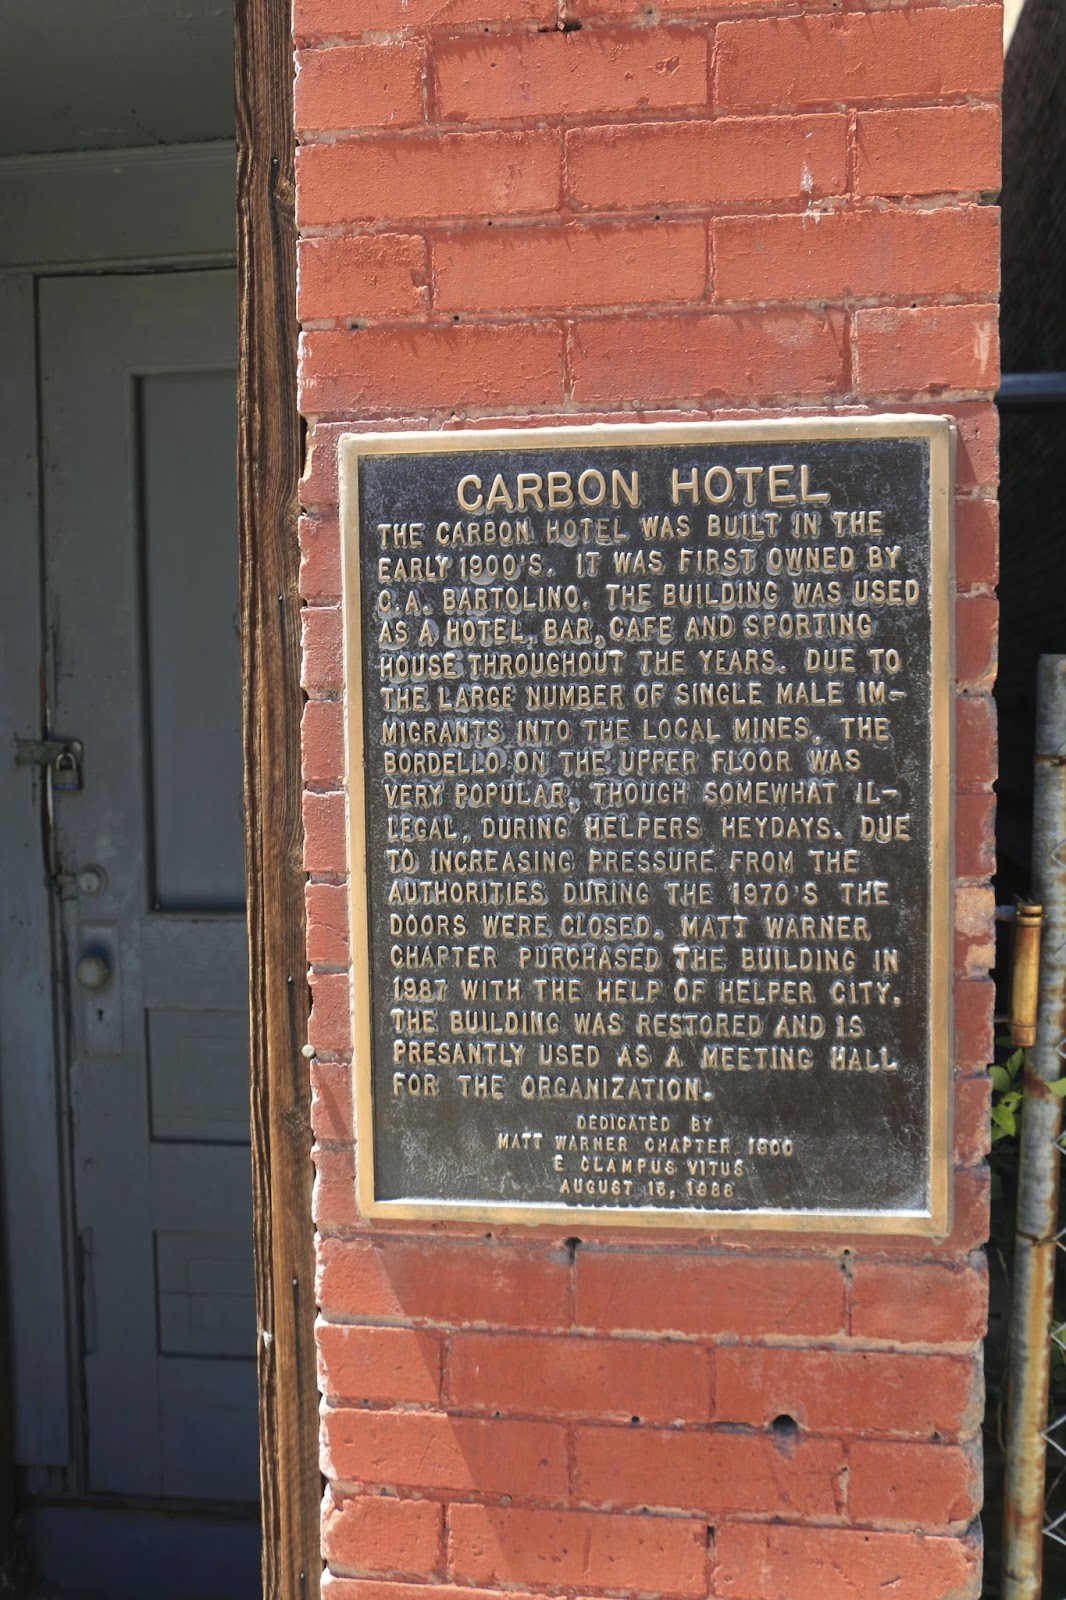 CARBON HOTEL
THE CARBON HOTEL WAS BUILT IN THE
EARLY 1900'S. IT WAS FIRST OWNED BY
C.A. BARTOLINO. THE BUILDING WAS USED
AS A HOTEL, BAR, CAFE AND SPORTING
HOUSE THROUGHOUT THE YEARS. DUE TO
THE LARGE NUMBER OF SINGLE MALE IM-
MIGRANTS INTO THE LOCAL MINES, THE
BORDELLO ON THE UPPER FLOOR WAS
VERY POPULAR, THOUGH SOMEWHAT IL-
LEGAL, DURING HELPERS HEYDAYS. DUE
TO INCREASING PRESSURE FROM THE
AUTHORITIES DURING THE 1970'S THE
DOORS WERE CLOSED. MATT WARNER
CHAPTER PURCHASED THE BUILDING IN
1987 WITH THE HELP OF HELPER CITY.
THE BUILDING WAS RESTORED AND IS
PRESANTLY USED AS A MEETING HALL
FOR THE ORGANIZATION.
DEDICATED BY
MATT WARNER CHAPTER 1900
E CLAMPUS VITUS
AUGUST 1988